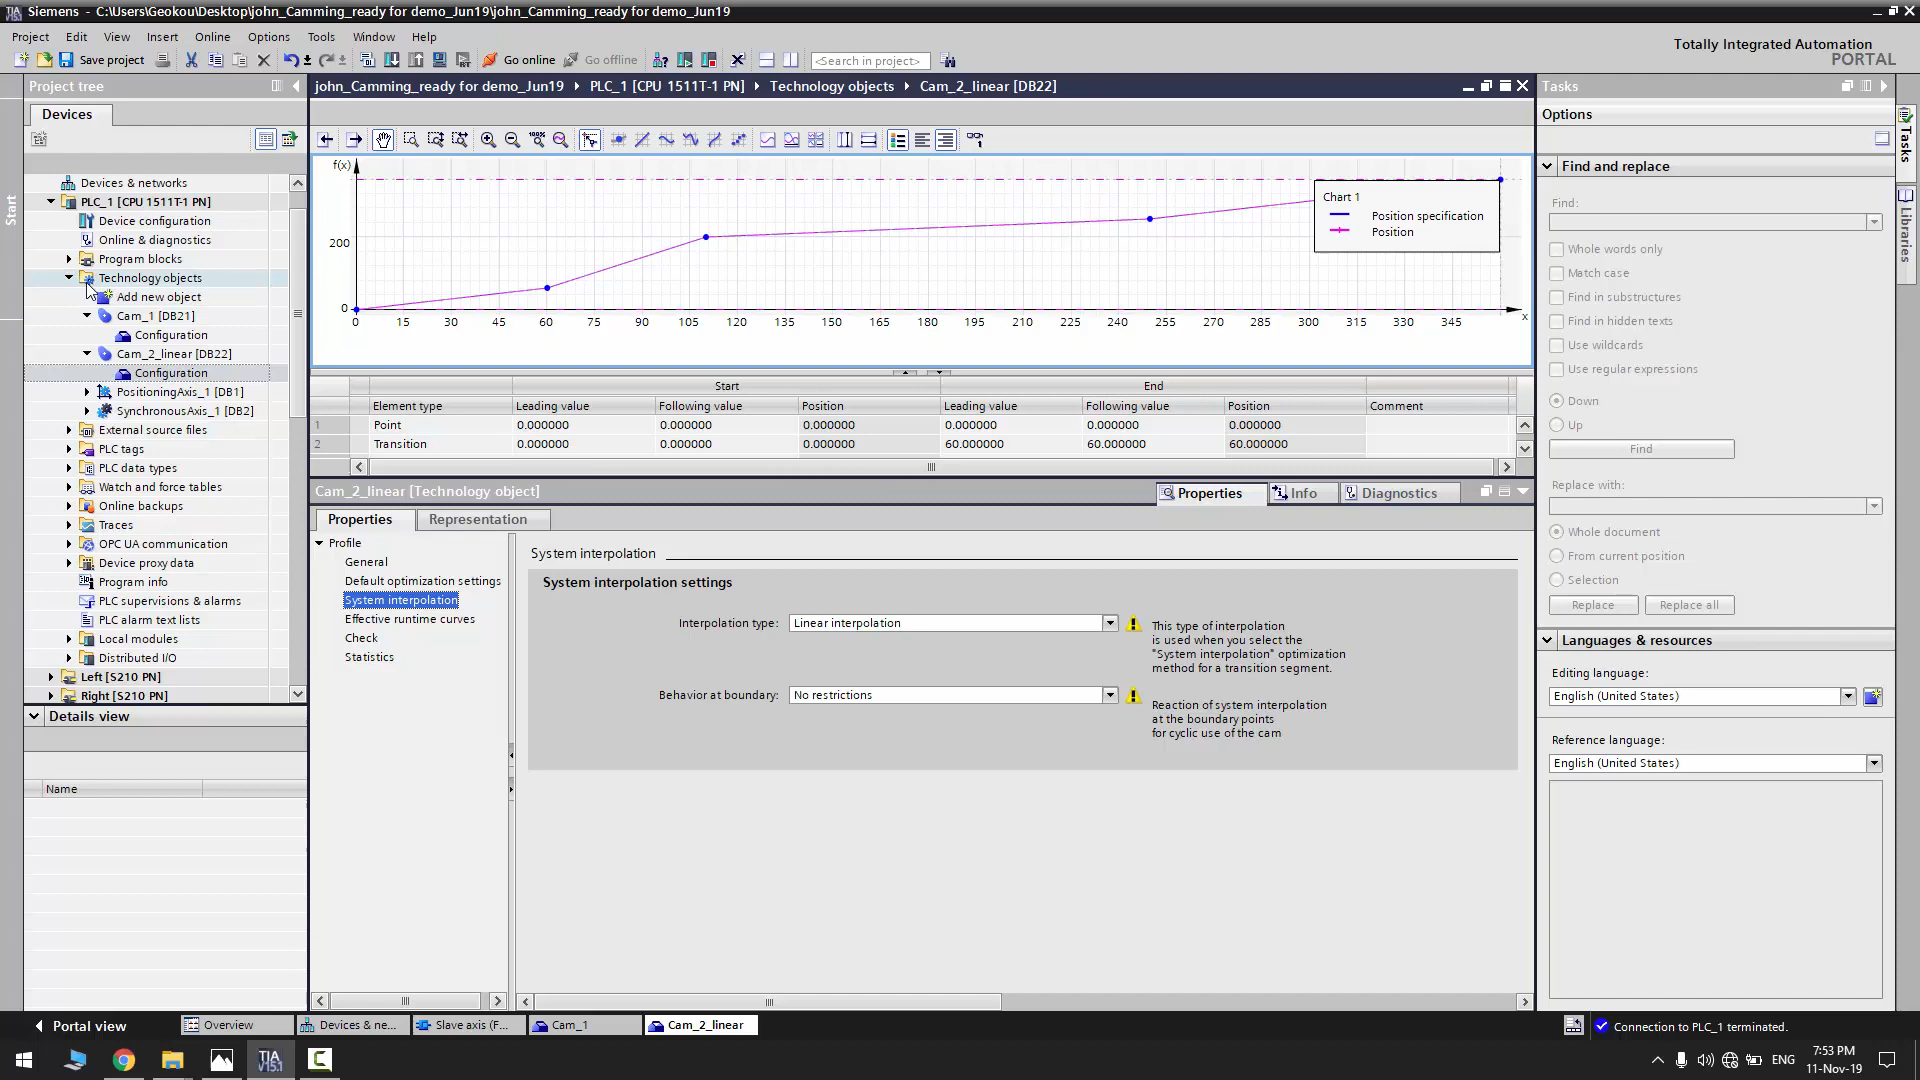 Siemens - C:\Users\Geokou\Desktop\john_Camming_ready for demo_Jun19\john_Camming_ready for demo_Jun19
Project Edit View Insert Online Options Tools Window Help
Totally Integrated Automation
PORTAL
Save project Go online Go offline <Search in project>
Project tree
john_Camming_ready for demo_Jun19 PLC_1 [CPU 1511T-1 PN] Technology objects Cam_2_linear [DB22]
Tasks
Devices
Options
Start
Tasks
Libraries
Devices & networks
PLC_1 [CPU 1511T-1 PN]
Device configuration
Online & diagnostics
Program blocks
Technology objects
Add new object
Cam_1 [DB21]
Configuration
Cam_2_linear [DB22]
Configuration
PositioningAxis_1 [DB1]
SynchronousAxis_1 [DB2]
External source files
PLC tags
PLC data types
Watch and force tables
Online backups
Traces
OPC UA communication
Device proxy data
Program info
PLC supervisions & alarms
PLC alarm text lists
Local modules
Distributed I/O
Left [S210 PN]
Right [S210 PN]
Details view
Name
f(x)
200
0
0 15 30 45 60 75 90 105 120 135 150 165 180 195 210 225 240 255 270 285 300 315 330 345 x
Chart 1
Position specification
Position
Start End
Element type Leading value Following value Position Leading value Following value Position Comment
1 Point 0.000000 0.000000 0.000000 0.000000 0.000000 0.000000
2 Transition 0.000000 0.000000 0.000000 60.000000 60.000000 60.000000
Cam_2_linear [Technology object]
Properties Info Diagnostics
Properties Representation
Profile
General
Default optimization settings
System interpolation
Effective runtime curves
Check
Statistics
System interpolation
System interpolation settings
Interpolation type: Linear interpolation
This type of interpolation
is used when you select the
"System interpolation" optimization
method for a transition segment.
Behavior at boundary: No restrictions
Reaction of system interpolation
at the boundary points
for cyclic use of the cam
Find and replace
Find:
Whole words only
Match case
Find in substructures
Find in hidden texts
Use wildcards
Use regular expressions
Down
Up
Find
Replace with:
Whole document
From current position
Selection
Replace Replace all
Languages & resources
Editing language:
English (United States)
Reference language:
English (United States)
Portal view Overview Devices & ne... Slave axis (F... Cam_1 Cam_2_linear
Connection to PLC_1 terminated.
TIA V15.1
ENG
7:53 PM
11-Nov-19